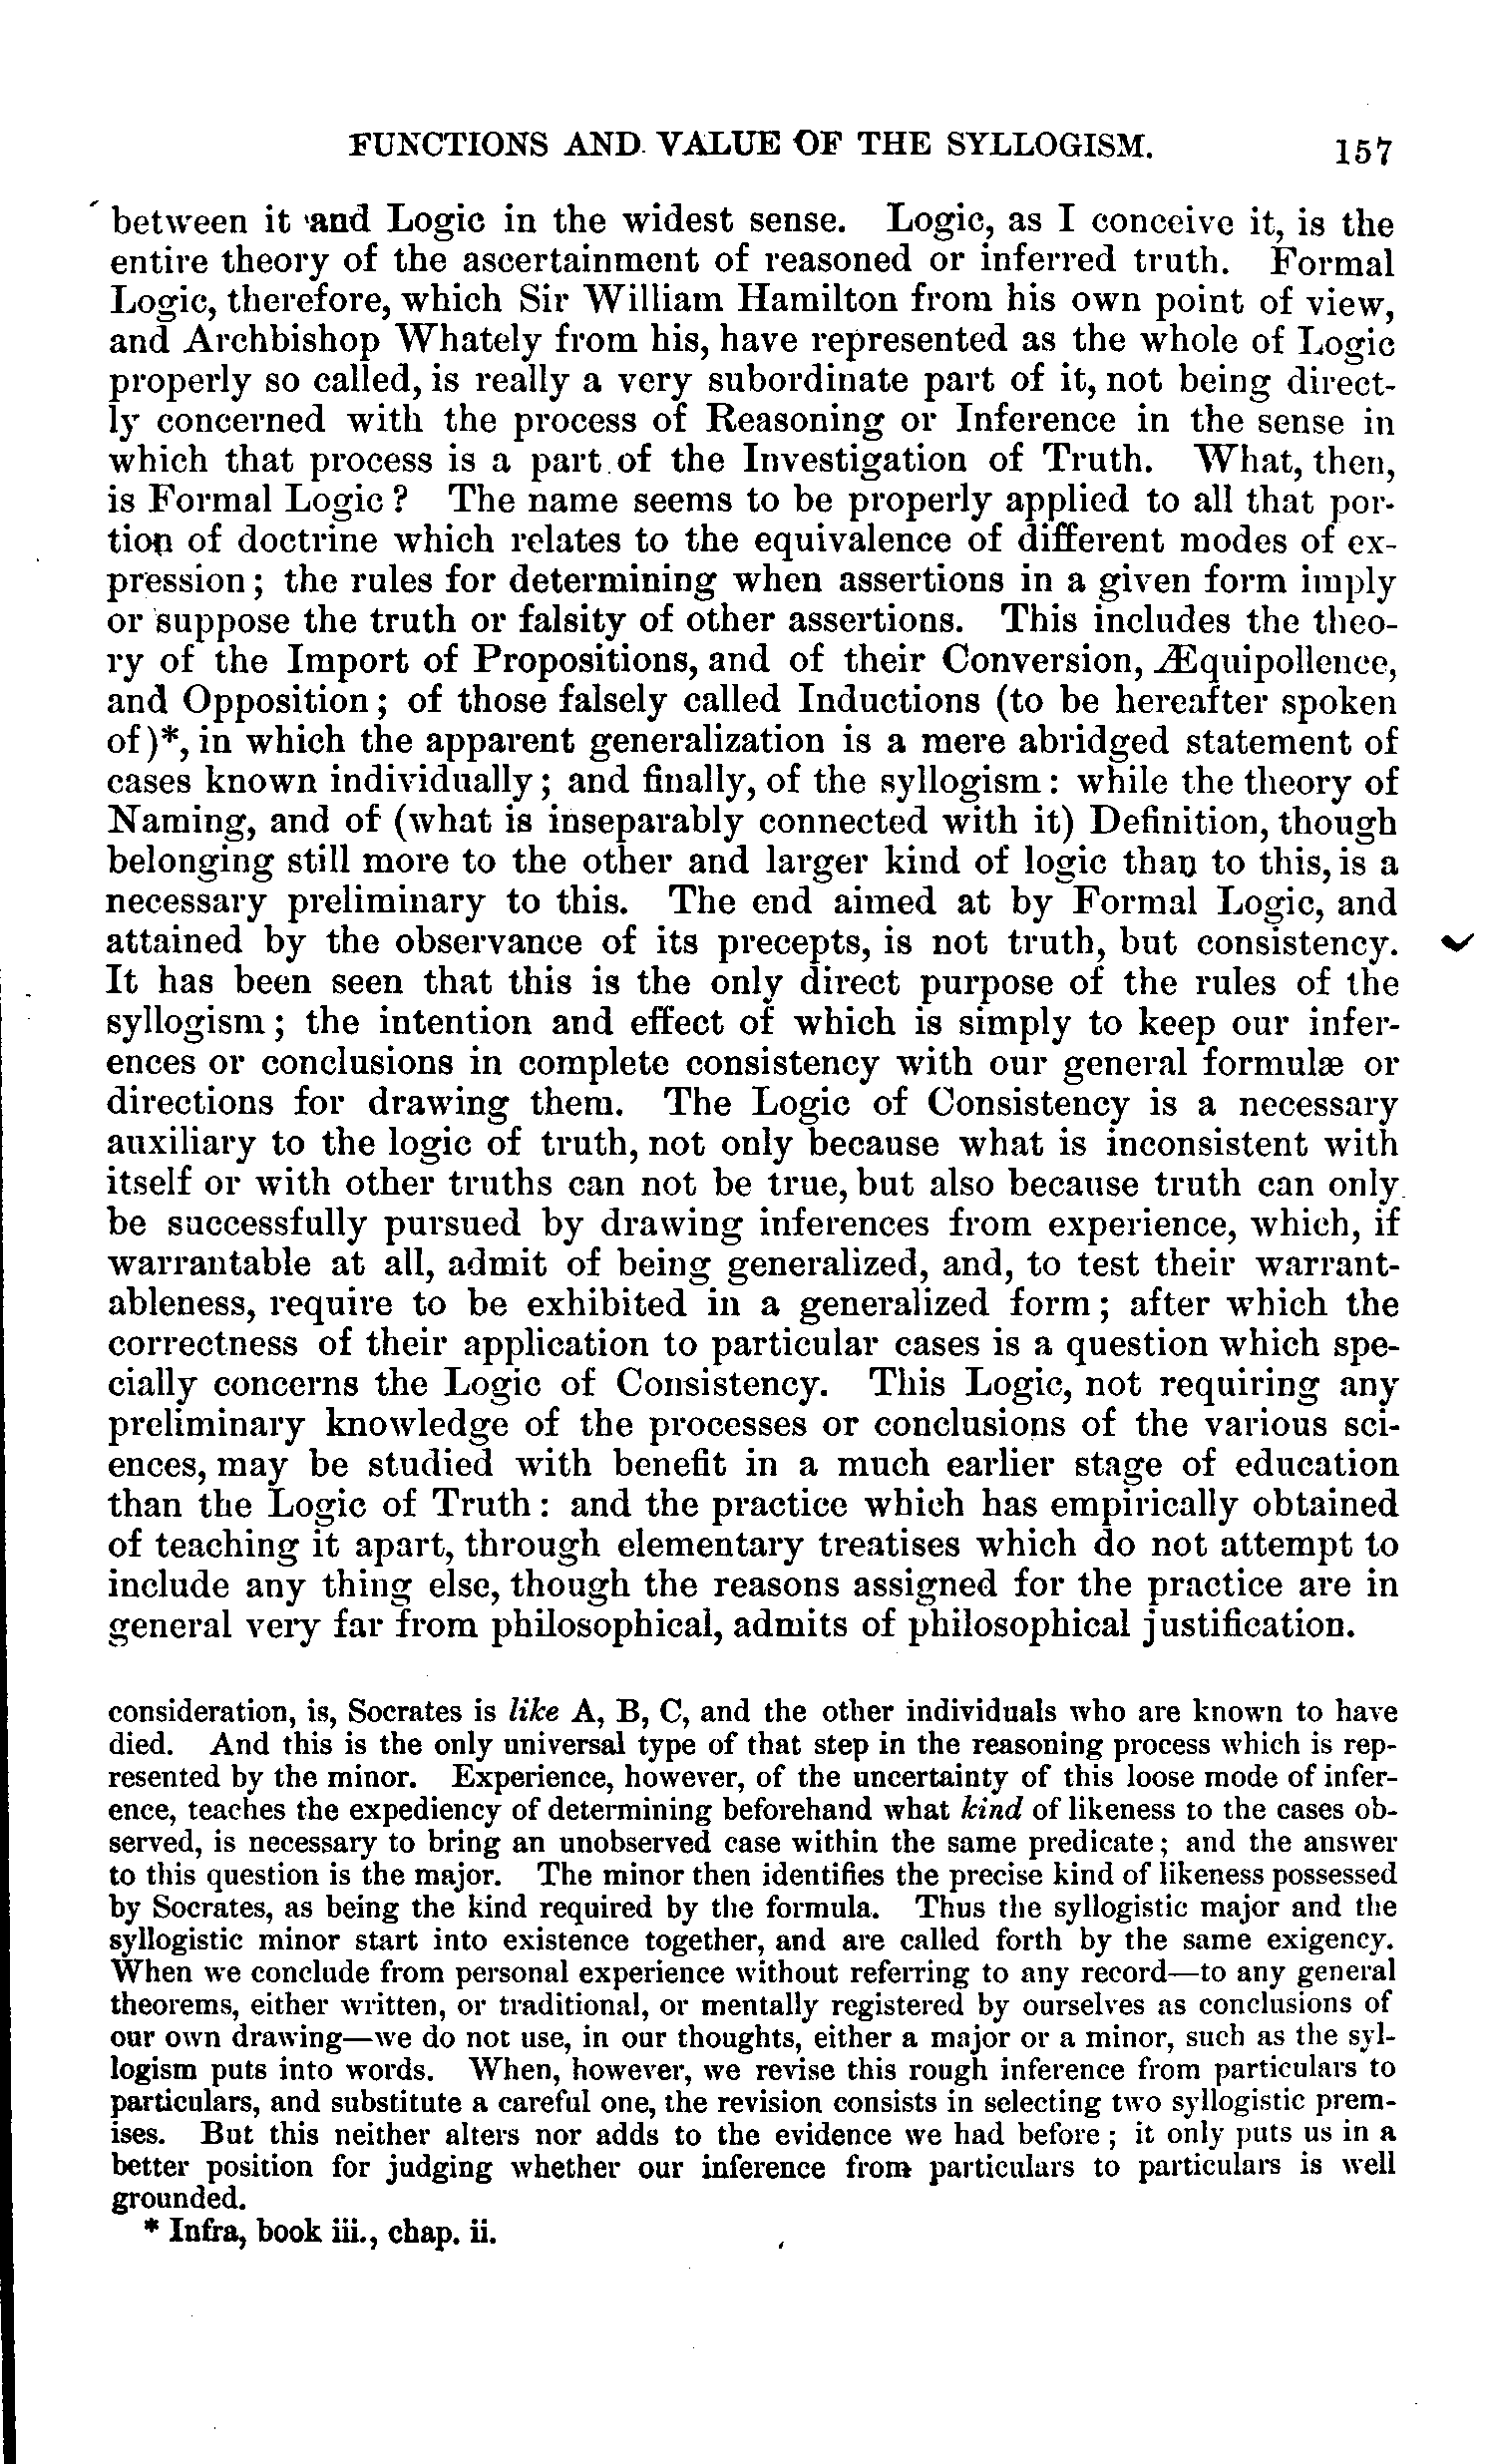 FUNCTIONS AND VALUE OF THE SYLLOGISM. 157
between it and Logic in the widest sense. Logic, as I conceive it, is the
entire theory of the ascertainment of reasoned or inferred truth. Formal
Logic, therefore, which Sir William Hamilton from his own point of view,
and Archbishop Whately from his, have represented as the whole of Logic
properly so called, is really a very subordinate part of it, not being direct-
ly concerned with the process of Reasoning or Inference in the sense in
which that process is a part of the Investigation of Truth. What, then,
is Formal Logic? The name seems to be properly applied to all that por-
tion of doctrine which relates to the equivalence of different modes of ex-
pression; the rules for determining when assertions in a given form imply
or suppose the truth or falsity of other assertions. This includes the theo-
ry of the Import of Propositions, and of their Conversion, Æquipollence,
and Opposition; of those falsely called Inductions (to be hereafter spoken
of)*, in which the apparent generalization is a mere abridged statement of
cases known individually; and finally, of the syllogism: while the theory of
Naming, and of (what is inseparably connected with it) Definition, though
belonging still more to the other and larger kind of logic than to this, is a
necessary preliminary to this. The end aimed at by Formal Logic, and
attained by the observance of its precepts, is not truth, but consistency.
It has been seen that this is the only direct purpose of the rules of the
syllogism; the intention and effect of which is simply to keep our infer-
ences or conclusions in complete consistency with our general formulæ or
directions for drawing them. The Logic of Consistency is a necessary
auxiliary to the logic of truth, not only because what is inconsistent with
itself or with other truths can not be true, but also because truth can only
be successfully pursued by drawing inferences from experience, which, if
warrantable at all, admit of being generalized, and, to test their warrant-
ableness, require to be exhibited in a generalized form; after which the
correctness of their application to particular cases is a question which spe-
cially concerns the Logic of Consistency. This Logic, not requiring any
preliminary knowledge of the processes or conclusions of the various sci-
ences, may be studied with benefit in a much earlier stage of education
than the Logic of Truth: and the practice which has empirically obtained
of teaching it apart, through elementary treatises which do not attempt to
include any thing else, though the reasons assigned for the practice are in
general very far from philosophical, admits of philosophical justification.
consideration, is, Socrates is like A, B, C, and the other individuals who are known to have
died. And this is the only universal type of that step in the reasoning process which is rep-
resented by the minor. Experience, however, of the uncertainty of this loose mode of infer-
ence, teaches the expediency of determining beforehand what kind of likeness to the cases ob-
served, is necessary to bring an unobserved case within the same predicate; and the answer
to this question is the major. The minor then identifies the precise kind of likeness possessed
by Socrates, as being the kind required by the formula. Thus the syllogistic major and the
syllogistic minor start into existence together, and are called forth by the same exigency.
When we conclude from personal experience without referring to any record—to any general
theorems, either written, or traditional, or mentally registered by ourselves as conclusions of
our own drawing—we do not use, in our thoughts, either a major or a minor, such as the syl-
logism puts into words. When, however, we revise this rough inference from particulars to
particulars, and substitute a careful one, the revision consists in selecting two syllogistic prem-
ises. But this neither alters nor adds to the evidence we had before; it only puts us in a
better position for judging whether our inference from particulars to particulars is well
grounded.
* Infra, book iii., chap. ii.